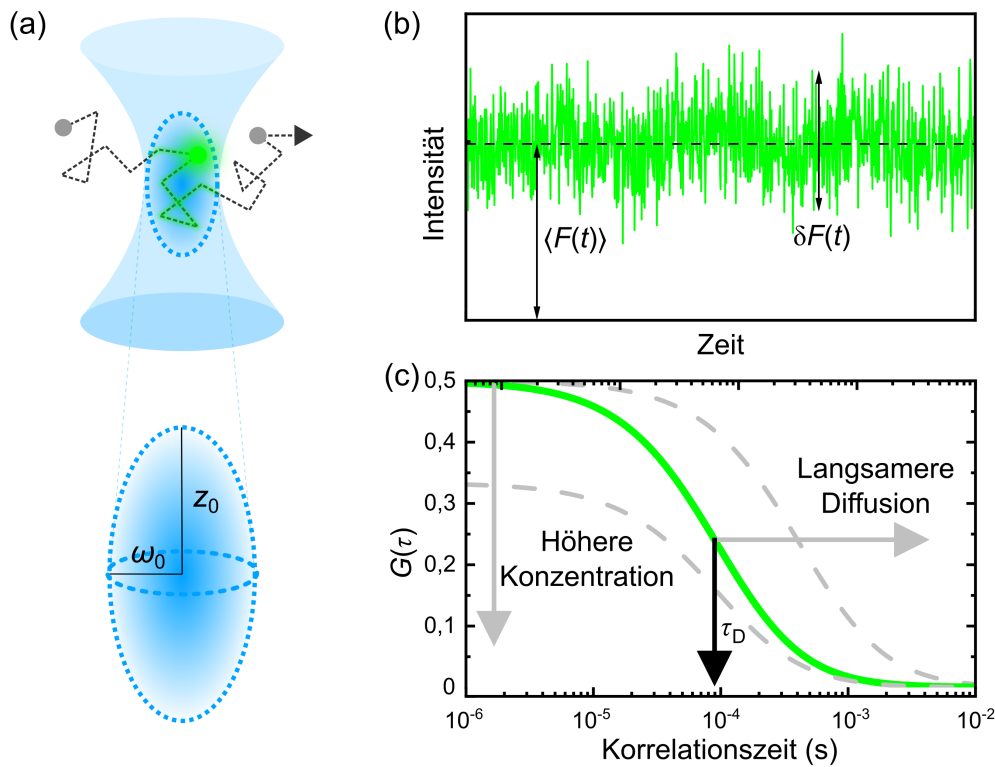 (a)
z₀
ω₀
(b)
Intensität
⟨F(t)⟩
δF(t)
Zeit
(c)
G(τ)
0,5
0,4
0,3
0,2
0,1
0
Höhere
Konzentration
Langsamere
Diffusion
τ_D
10⁻⁶
10⁻⁵
10⁻⁴
10⁻³
10⁻²
Korrelationszeit (s)